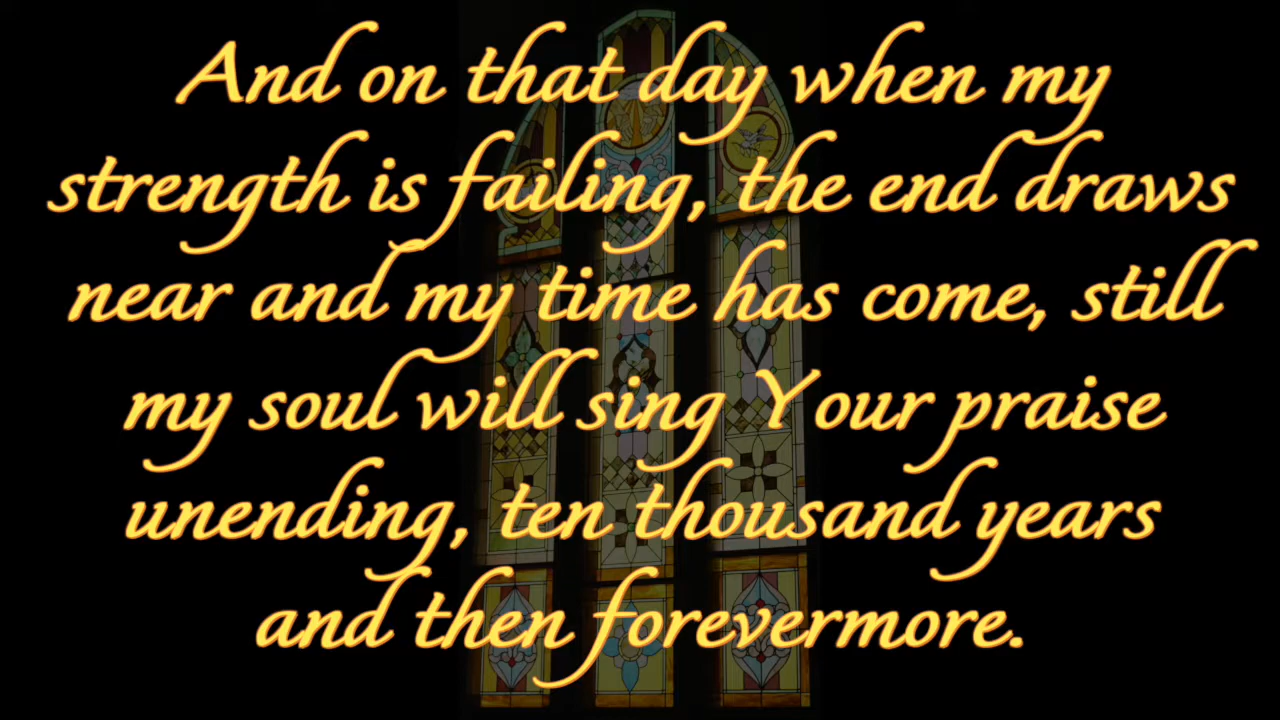 And on that day when my
strength is failing, the end draws
near and my time has come, still
my soul will sing Your praise
unending, ten thousand years
and then forevermore.